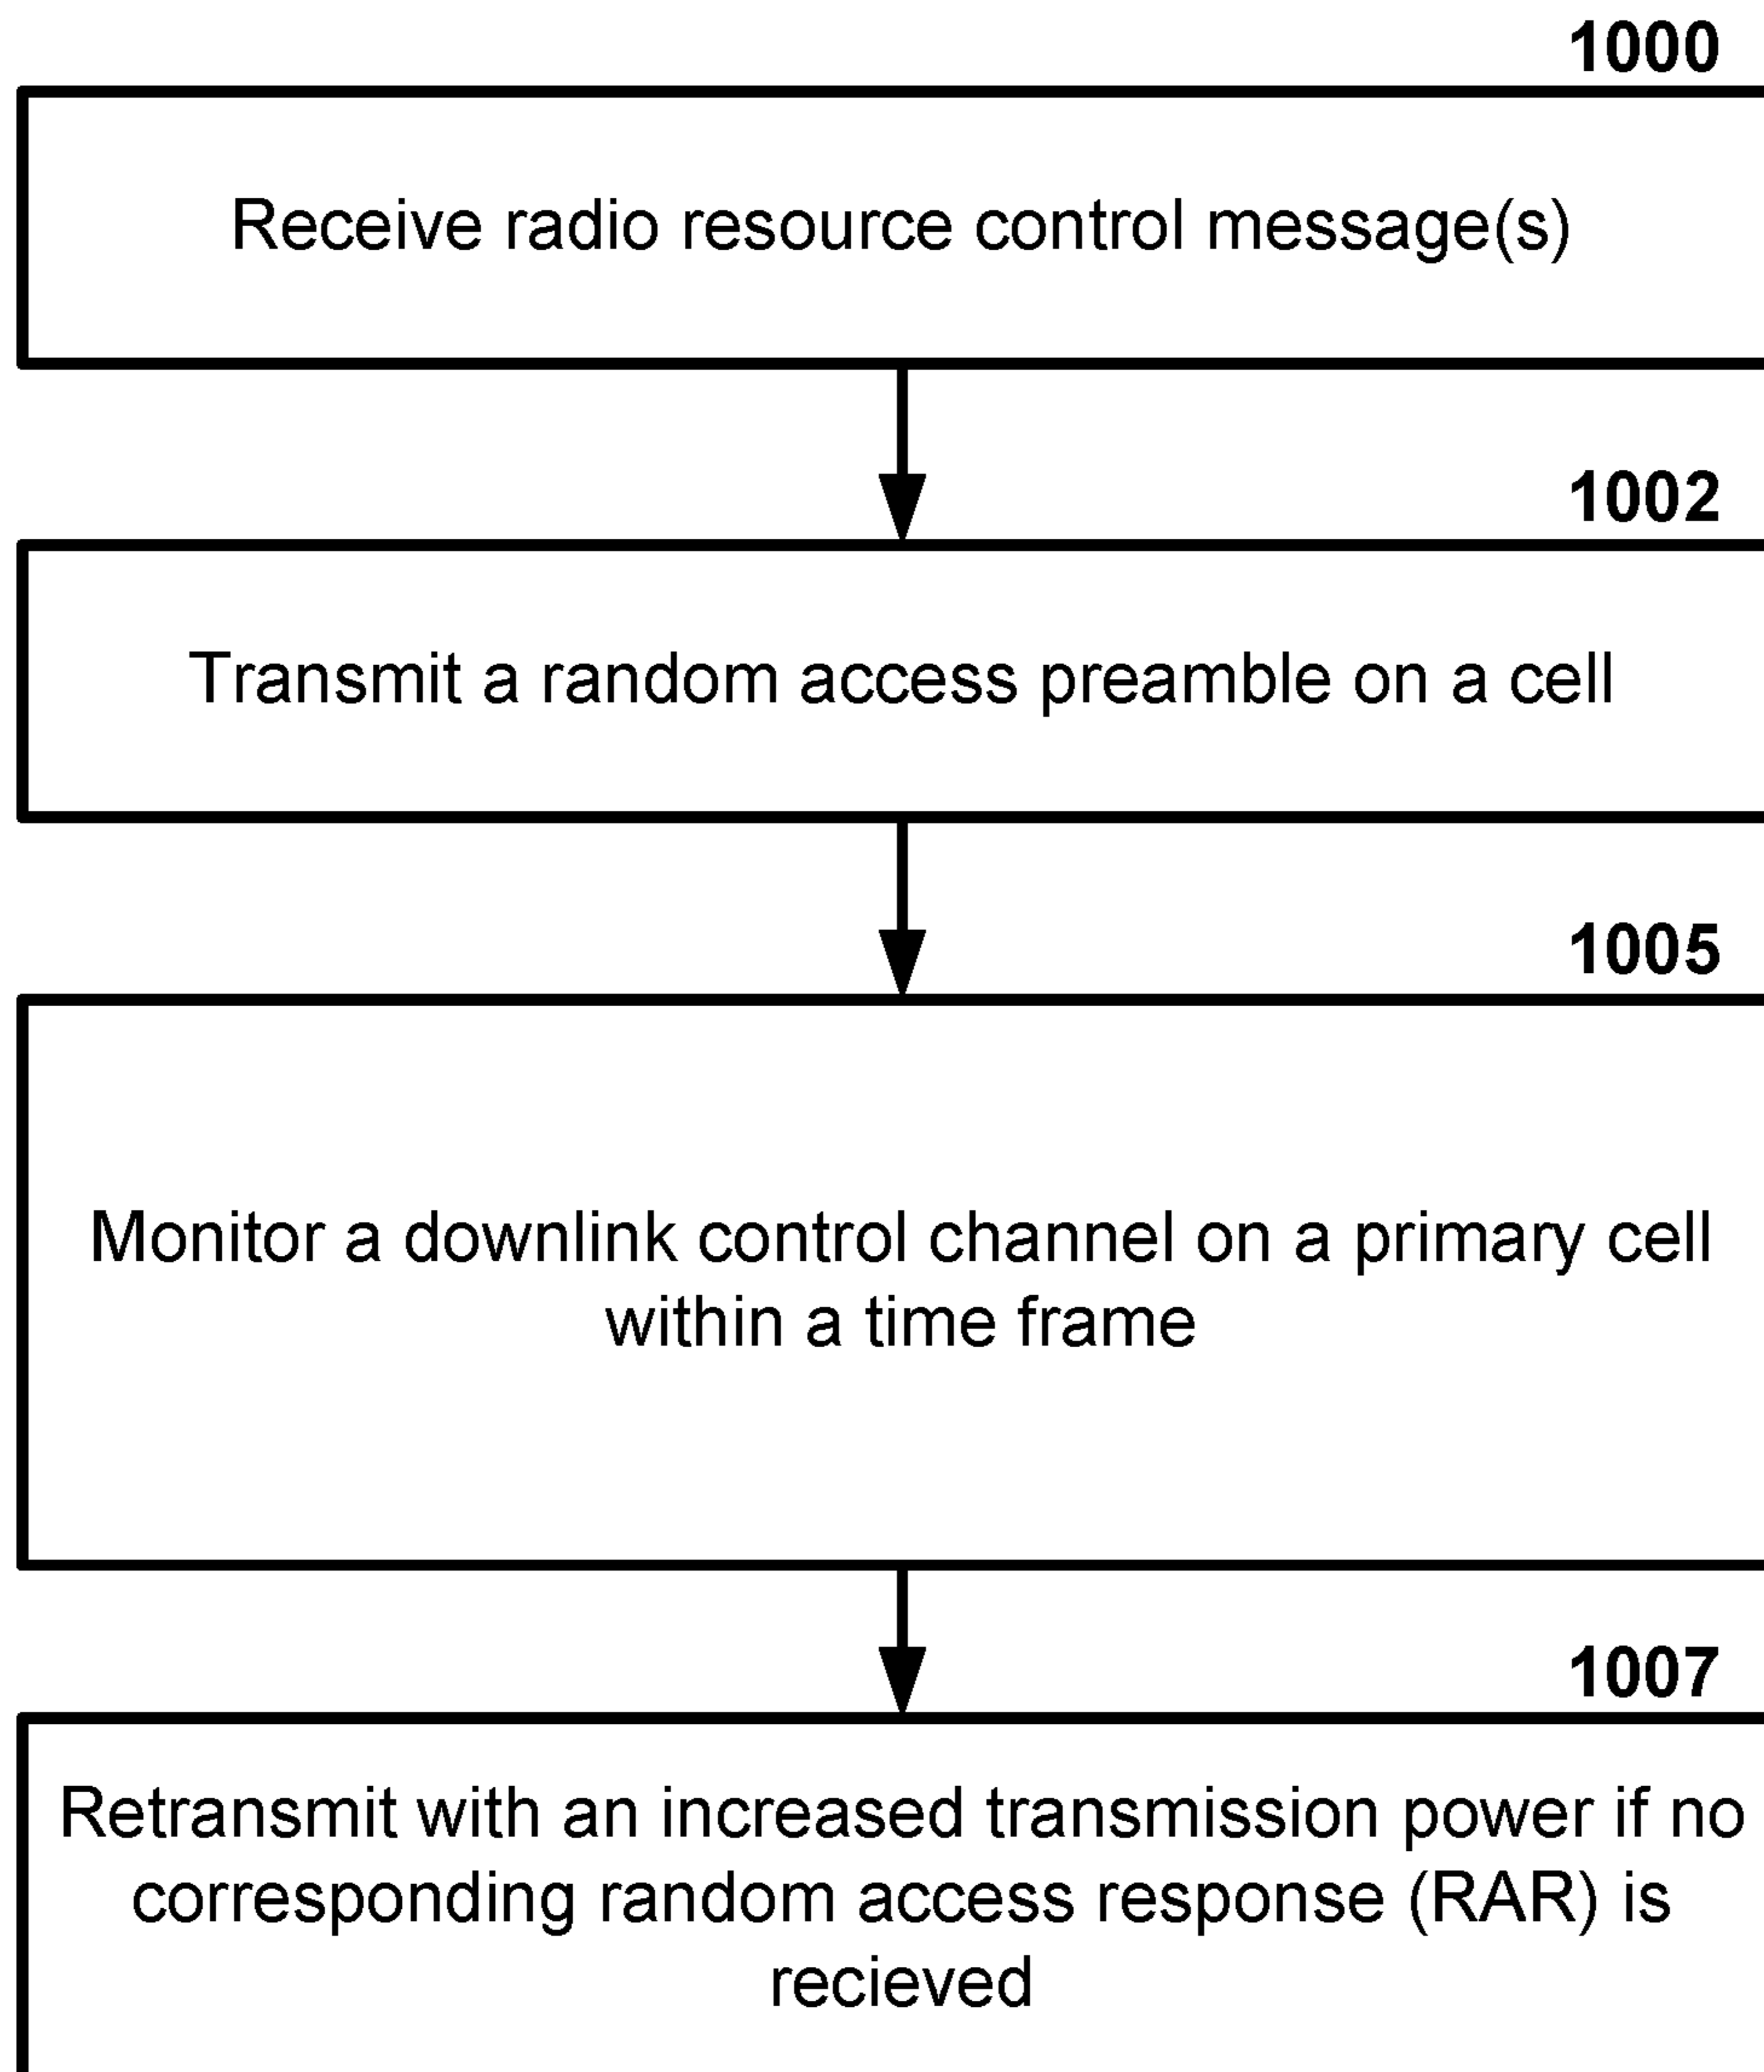 1000
Receive radio resource control message(s)
1002
Transmit a random access preamble on a cell
1005
Monitor a downlink control channel on a primary cell
within a time frame
1007
Retransmit with an increased transmission power if no
corresponding random access response (RAR) is
recieved